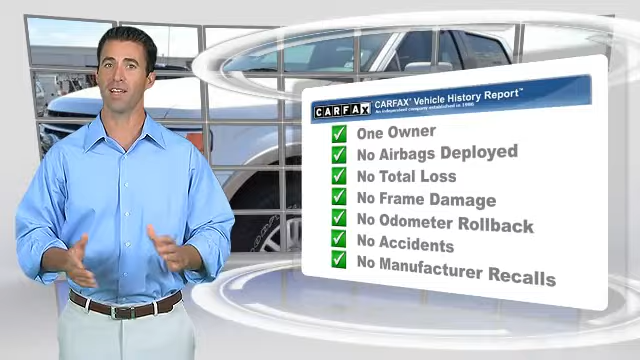 CARFAX
CARFAX Vehicle History Report™
An independent company established in 1986
One Owner
No Airbags Deployed
No Total Loss
No Frame Damage
No Odometer Rollback
No Accidents
No Manufacturer Recalls